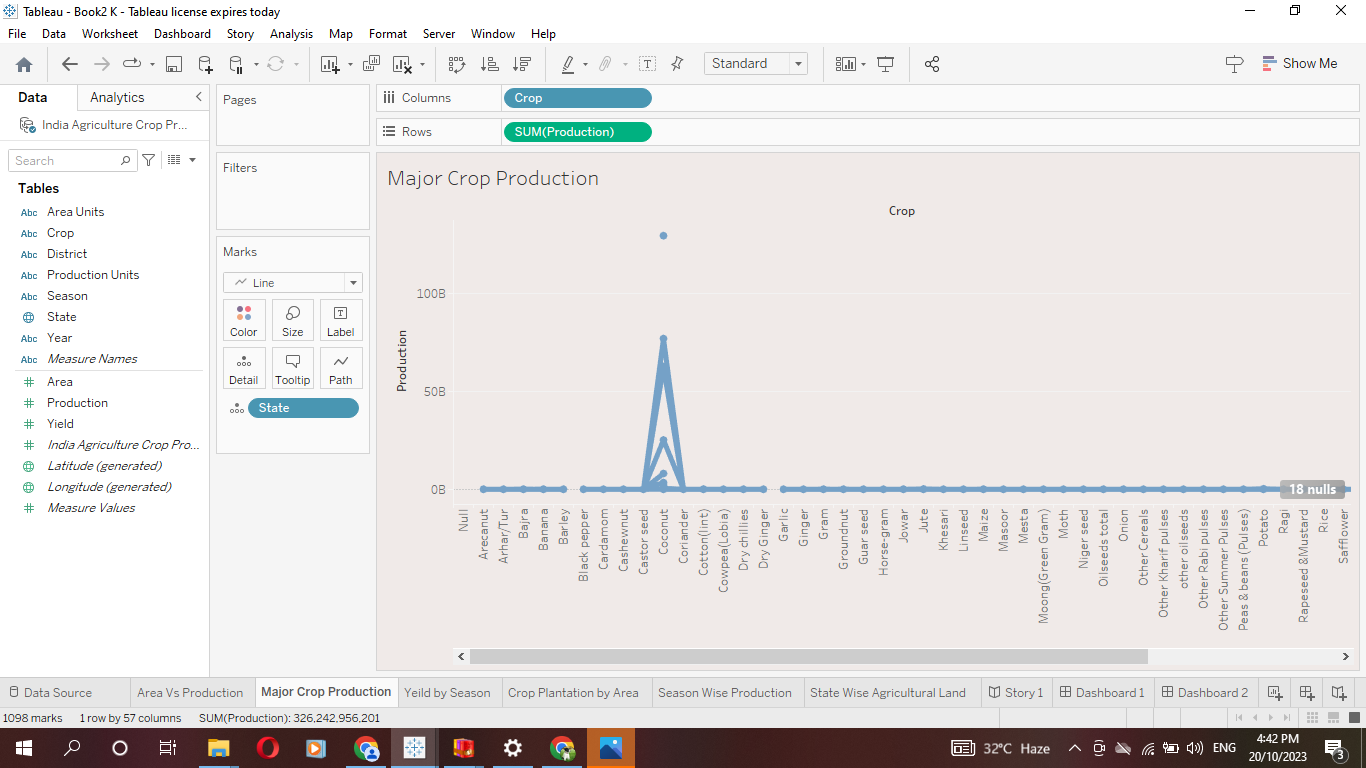 Tableau - Book2 K - Tableau license expires today
File Data Worksheet Dashboard Story Analysis Map Format Server Window Help
Standard
Show Me
Data Analytics
India Agriculture Crop Pr...
Search
Tables
Abc Area Units
Abc Crop
Abc District
Abc Production Units
Abc Season
State
Abc Year
Abc Measure Names
Area
Production
Yield
India Agriculture Crop Pro...
Latitude (generated)
Longitude (generated)
Measure Values
Pages
Filters
Marks
Line
Color Size Label
Detail Tooltip Path
State
Columns Crop
Rows SUM(Production)
Major Crop Production
Crop
Production
100B
50B
0B
18 nulls
Null
Arecanut
Arhar/Tur
Bajra
Banana
Barley
Black pepper
Cardamom
Cashewnut
Castor seed
Coconut
Coriander
Cotton(lint)
Cowpea(Lobia)
Dry chillies
Dry Ginger
Garlic
Ginger
Gram
Groundnut
Guar seed
Horse-gram
Jowar
Jute
Khesari
Linseed
Maize
Masoor
Mesta
Moong(Green Gram)
Moth
Niger seed
Oilseeds total
Onion
Other Cereals
Other Kharif pulses
other oilseeds
Other Rabi pulses
Other Summer Pulses
Peas & beans (Pulses)
Potato
Ragi
Rapeseed &Mustard
Rice
Safflower
Data Source Area Vs Production Major Crop Production Yeild by Season Crop Plantation by Area Season Wise Production State Wise Agricultural Land Story 1 Dashboard 1 Dashboard 2
1098 marks 1 row by 57 columns SUM(Production): 326,242,956,201
32°C Haze ENG
4:42 PM
20/10/2023
3